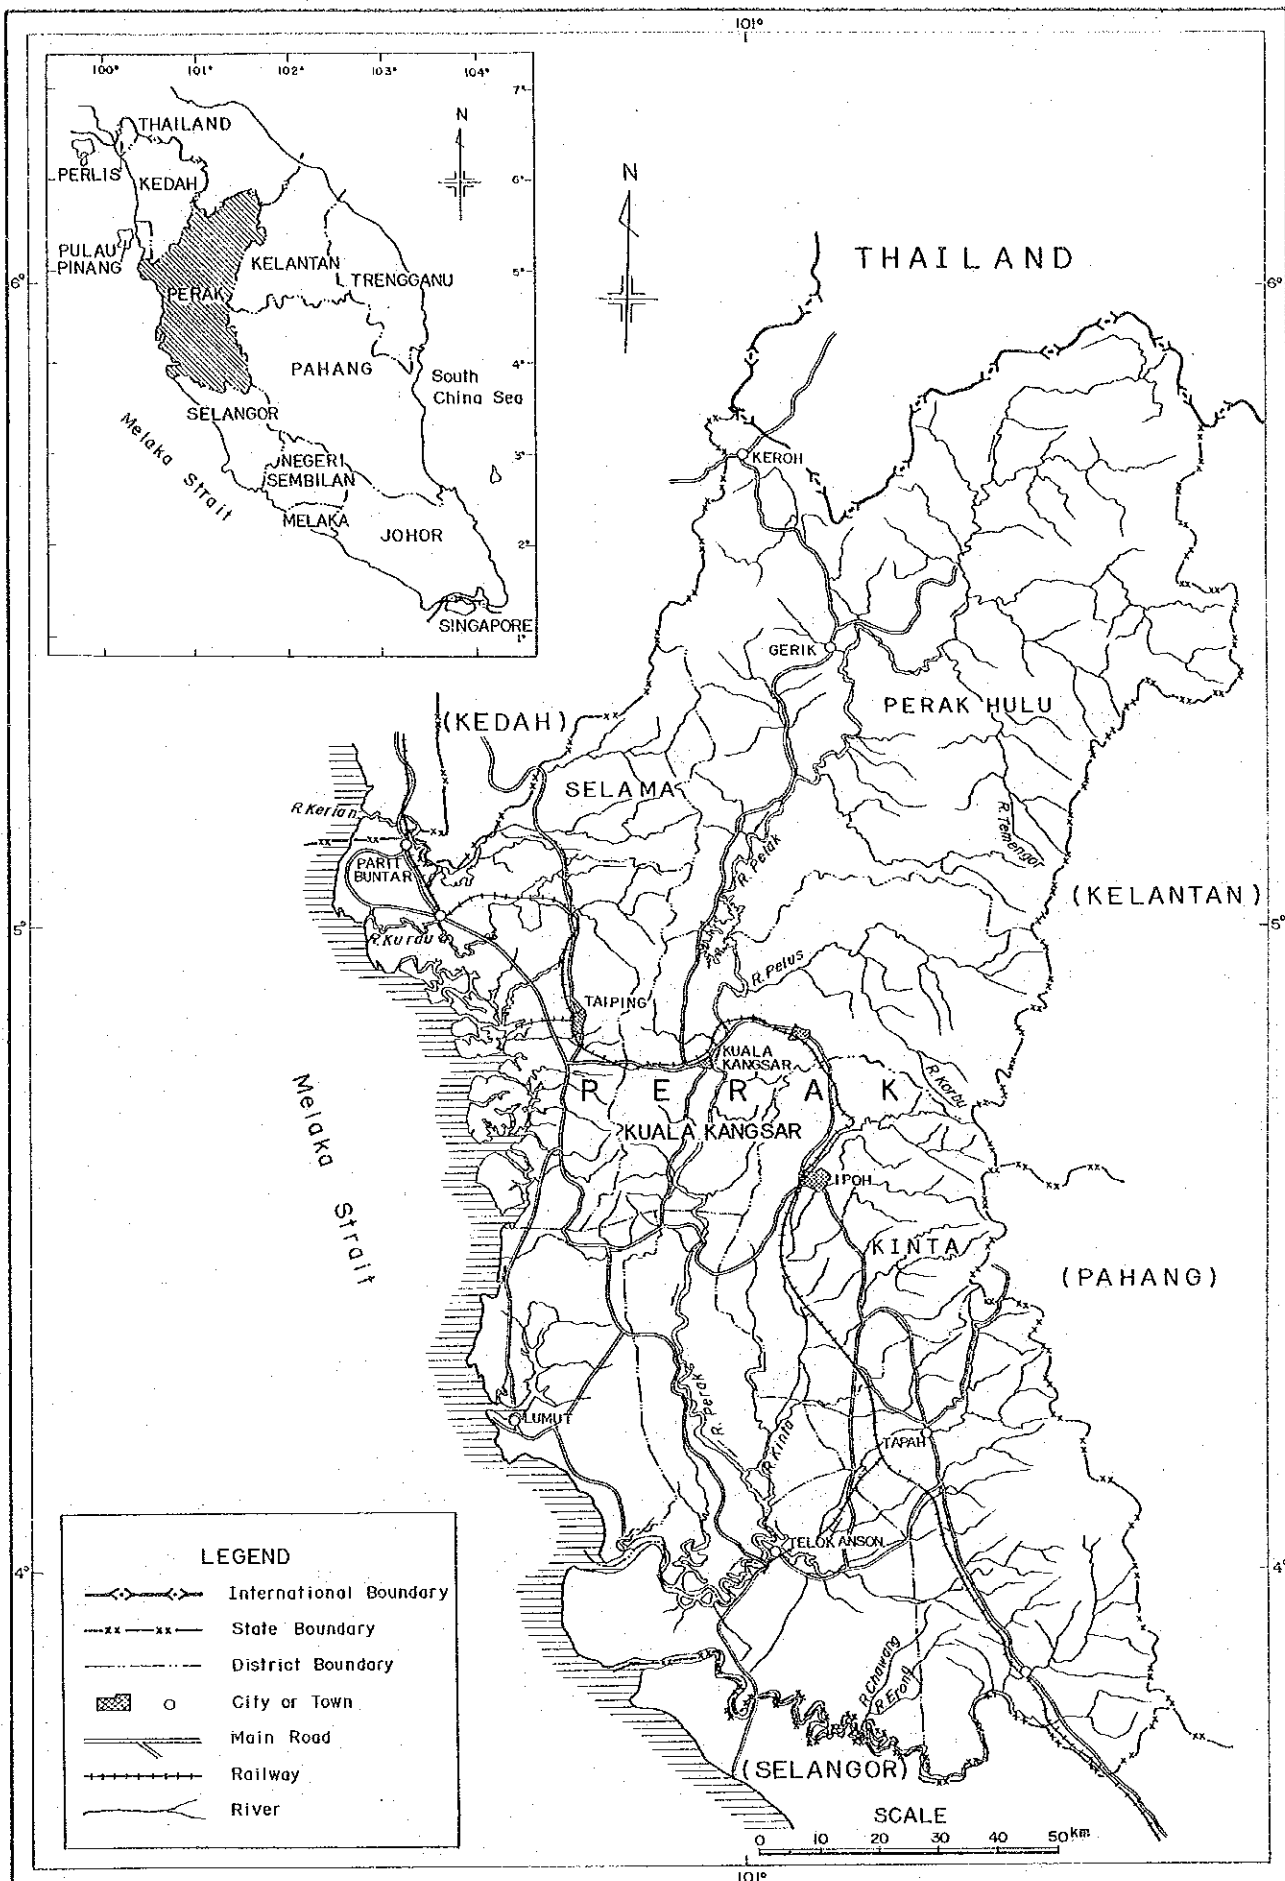 101°
100° 101° 102° 103° 104°
7°
6°
5°
4°
3°
2°
1°
N
THAILAND
PERLIS
KEDAH
PULAU
PINANG
KELANTAN
TRENGGANU
PERAK
PAHANG
South
China Sea
SELANGOR
Melaka Strait
NEGERI
SEMBILAN
MELAKA
JOHOR
SINGAPORE
N
THAILAND
6°
6°
KEROH
GERIK
PERAK HULU
(KEDAH)
SELAMA
R. Kerian
PARIT
BUNTAR
R. Pelak
R. Temengor
(KELANTAN)
5°
5°
R. Kurau
R. Pelus
TAIPING
KUALA
KANGSAR
R. Korbu
PERAK
KUALA KANGSAR
Melaka Strait
IPOH
KINTA
(PAHANG)
R. Perak
R. Kinta
LUMUT
TAPAH
TELOK ANSON
4°
4°
R. Chawang
R. Erong
(SELANGOR)
LEGEND
International Boundary
State Boundary
District Boundary
City or Town
Main Road
Railway
River
SCALE
0 10 20 30 40 50km
101°